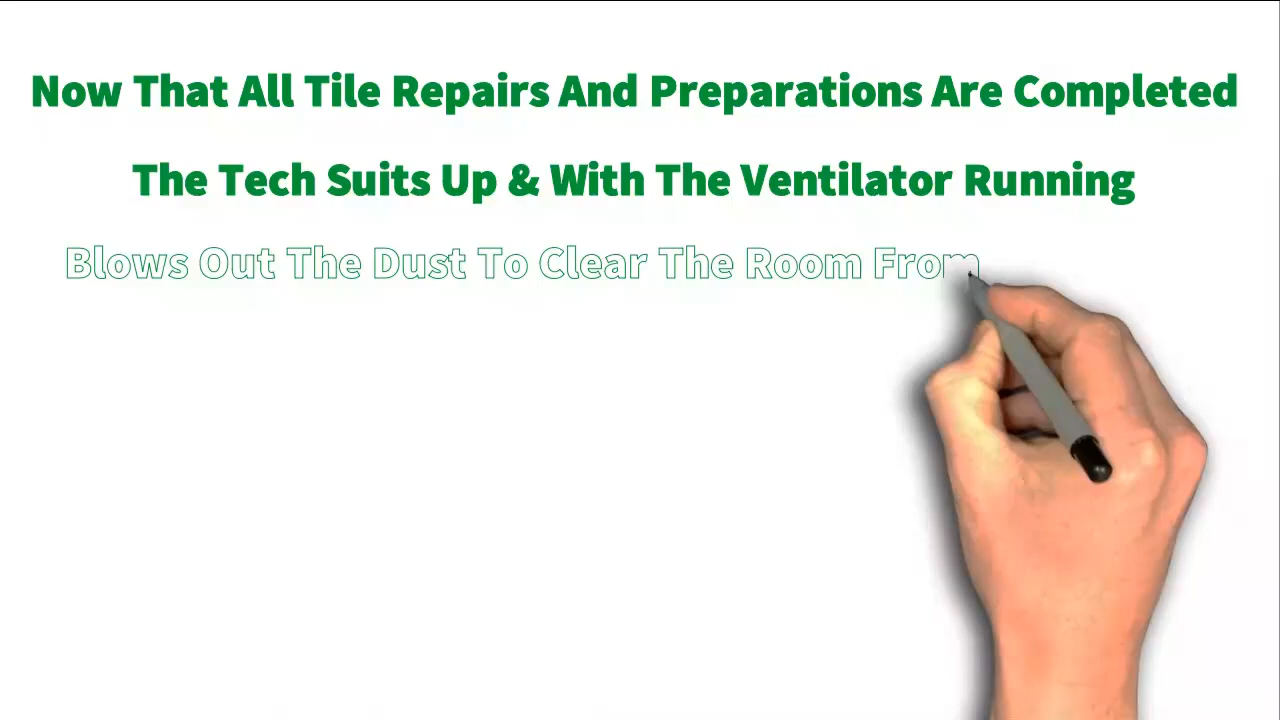 Now That All Tile Repairs And Preparations Are Completed
The Tech Suits Up & With The Ventilator Running
Blows Out The Dust To Clear The Room From